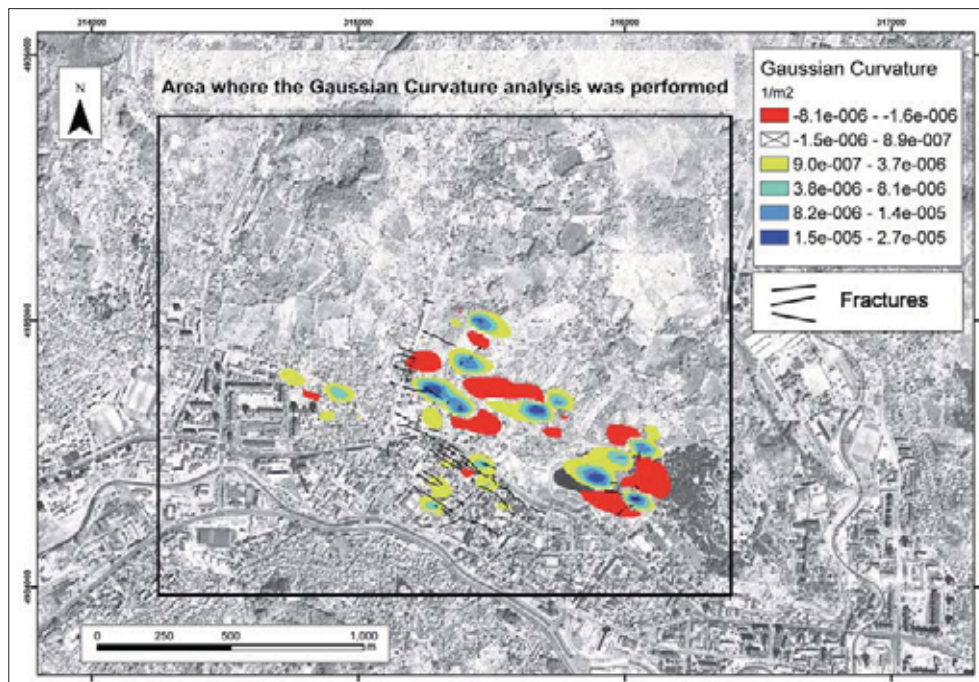 314000 315000 316000 317000
N
Area where the Gaussian Curvature analysis was performed
Gaussian Curvature
1/m2
-8.1e-006 - -1.6e-006
-1.5e-006 - 8.9e-007
9.0e-007 - 3.7e-006
3.8e-006 - 8.1e-006
8.2e-006 - 1.4e-005
1.5e-005 - 2.7e-005
Fractures
0 250 500 1,000
m